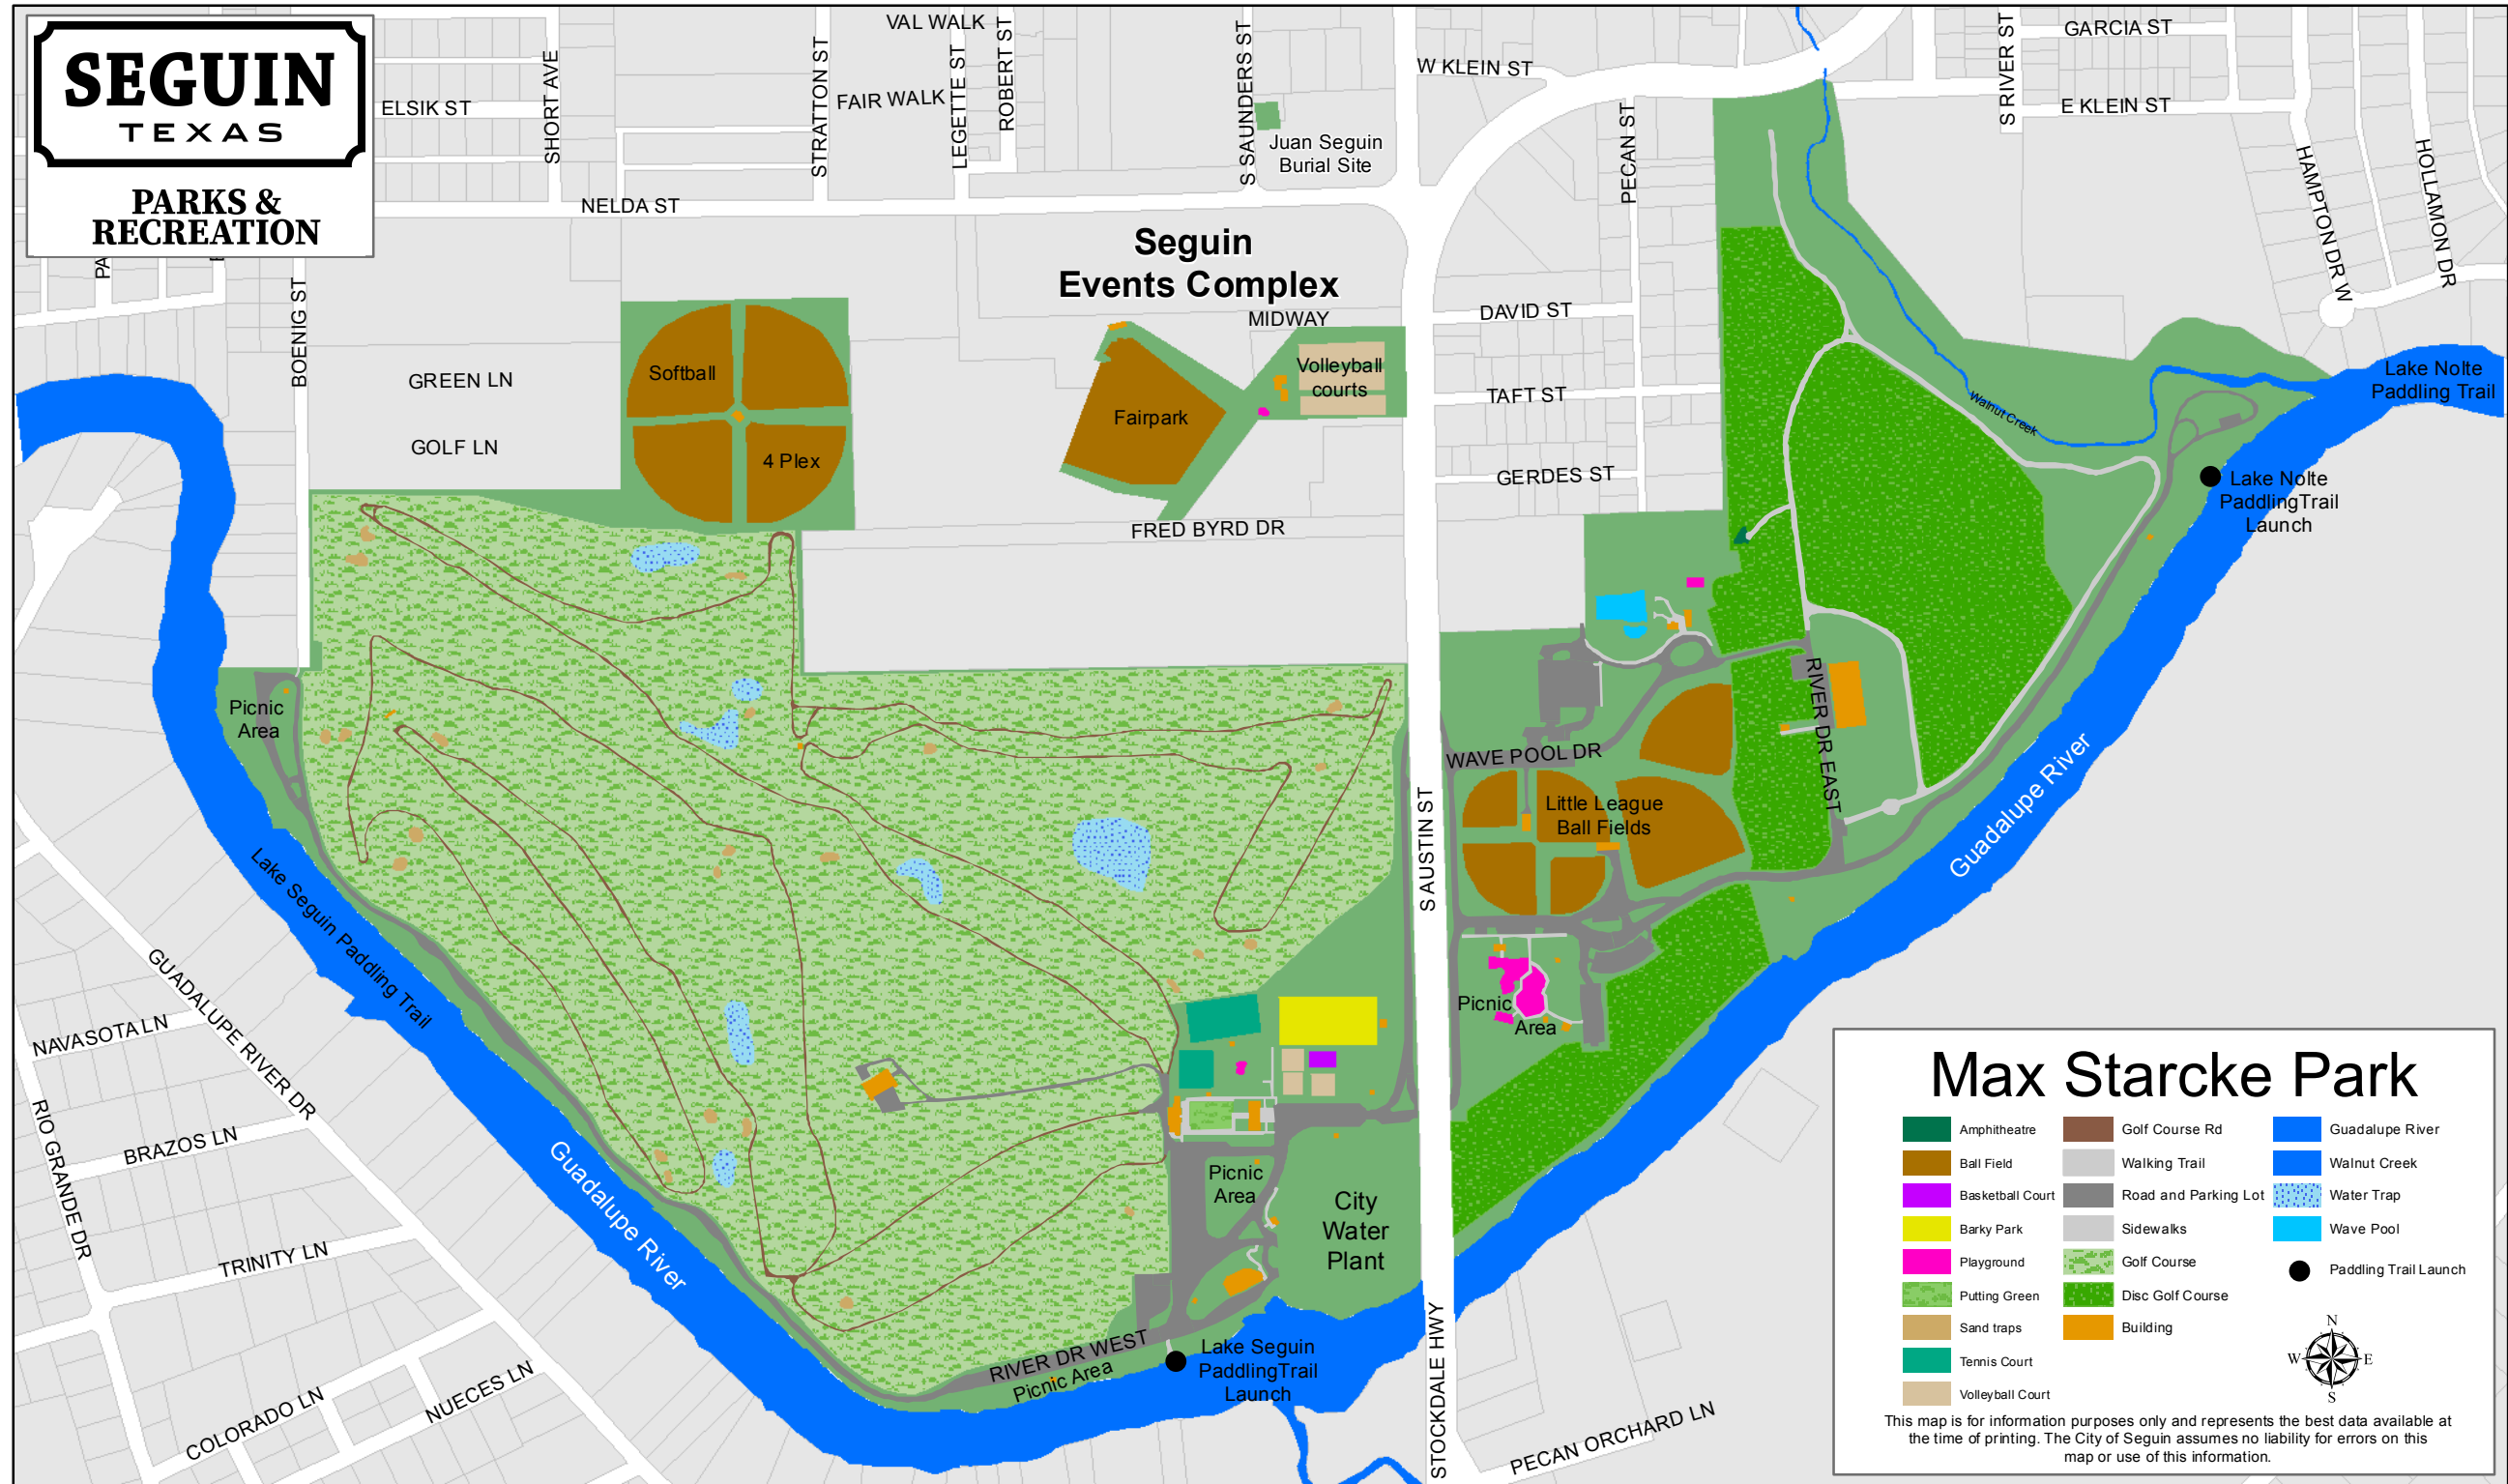 SEGUIN
TEXAS
PARKS &
RECREATION
VAL WALK
ELSIK ST
SHORT AVE
STRATTON ST
FAIR WALK
LEGETTE ST
ROBERT ST
S SAUNDERS ST
Juan Seguin
Burial Site
W KLEIN ST
PECAN ST
S RIVER ST
GARCIA ST
E KLEIN ST
HAMPTON DR W
HOLLAMON DR
NELDA ST
PA
BOENIG ST
Seguin
Events Complex
MIDWAY
DAVID ST
TAFT ST
GERDES ST
GREEN LN
GOLF LN
Softball
4 Plex
Fairpark
Volleyball
courts
FRED BYRD DR
Walnut Creek
Lake Nolte
Paddling Trail
Lake Nolte
PaddlingTrail
Launch
Picnic
Area
WAVE POOL DR
RIVER DR EAST
Little League
Ball Fields
S AUSTIN ST
Guadalupe River
Lake Seguin Paddling Trail
GUADALUPE RIVER DR
NAVASOTA LN
RIO GRANDE DR
BRAZOS LN
TRINITY LN
COLORADO LN
NUECES LN
Guadalupe River
Picnic
Area
Picnic
Area
City
Water
Plant
RIVER DR WEST
Picnic Area
Lake Seguin
PaddlingTrail
Launch
STOCKDALE HWY
PECAN ORCHARD LN
Max Starcke Park
Amphitheatre
Ball Field
Basketball Court
Barky Park
Playground
Putting Green
Sand traps
Tennis Court
Volleyball Court
Golf Course Rd
Walking Trail
Road and Parking Lot
Sidewalks
Golf Course
Disc Golf Course
Building
Guadalupe River
Walnut Creek
Water Trap
Wave Pool
Paddling Trail Launch
N
W E
S
This map is for information purposes only and represents the best data available at
the time of printing. The City of Seguin assumes no liability for errors on this
map or use of this information.